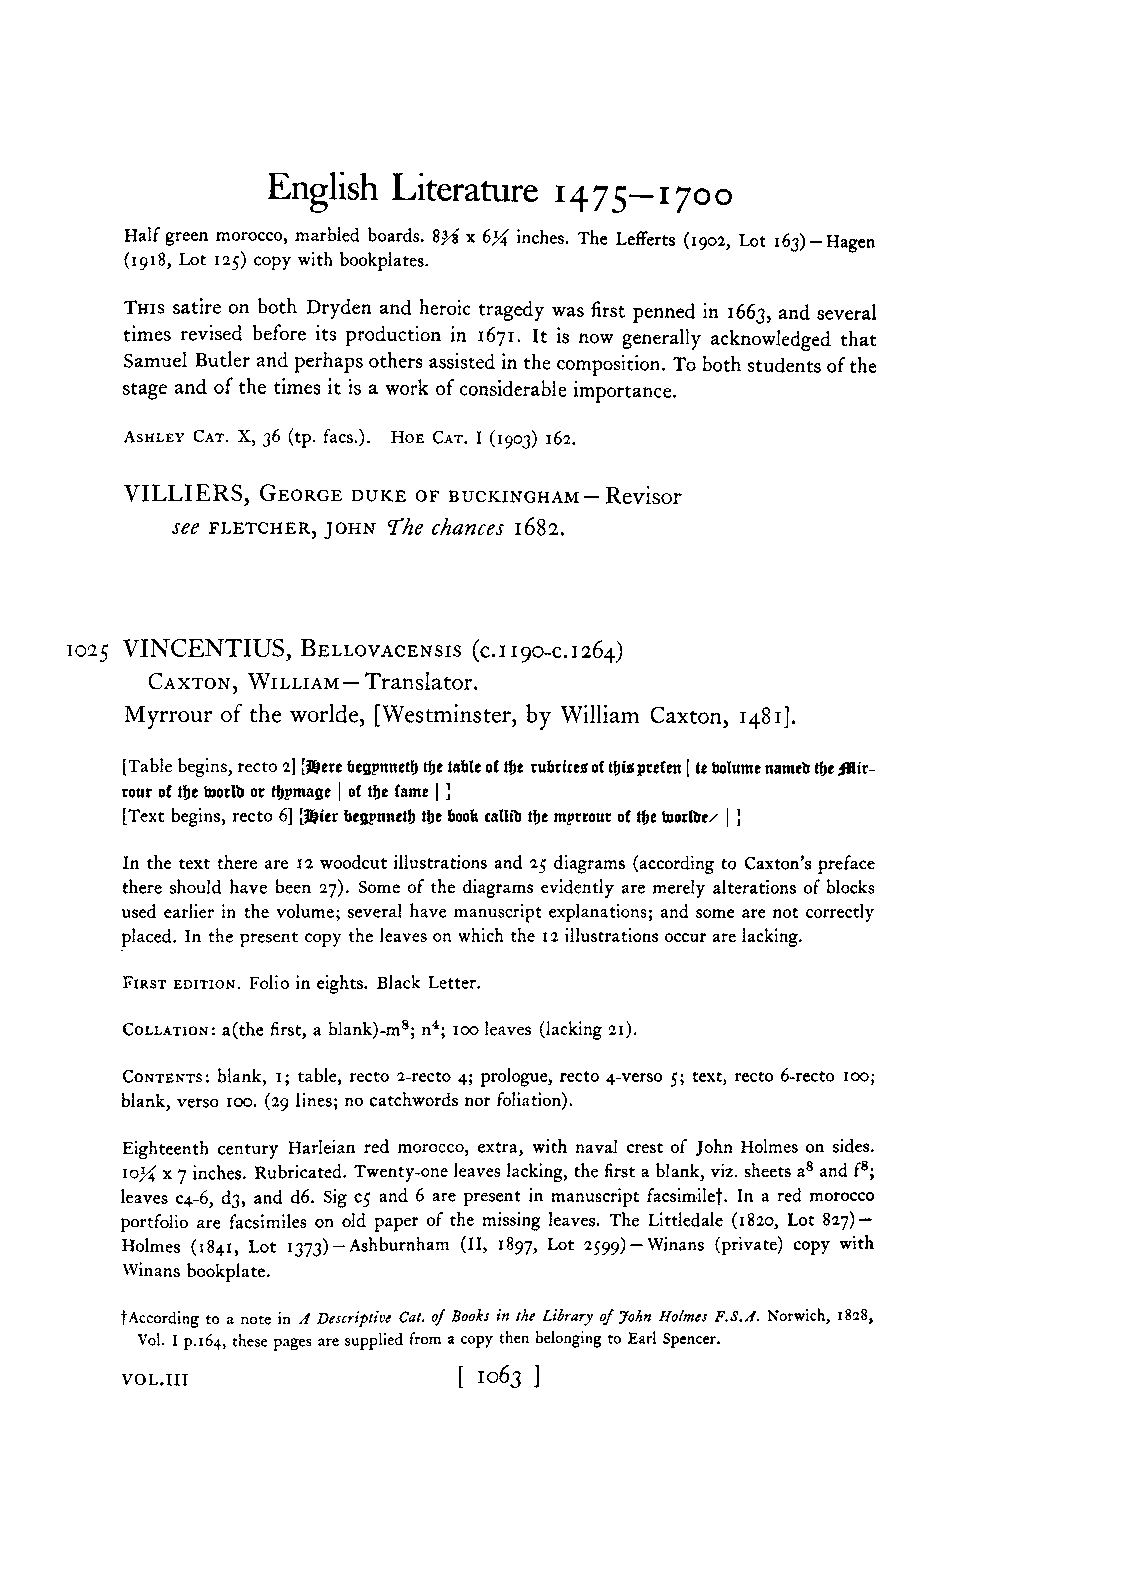 English Literature 1475—1700
Half green morocco, marbled boards. 8⅜ x 6¼ inches. The Lefferts (1902, Lot 163)—Hagen
(1918, Lot 125) copy with bookplates.
THIS satire on both Dryden and heroic tragedy was first penned in 1663, and several
times revised before its production in 1671. It is now generally acknowledged that
Samuel Butler and perhaps others assisted in the composition. To both students of the
stage and of the times it is a work of considerable importance.
ASHLEY CAT. X, 36 (tp. facs.). HOE CAT. I (1903) 162.
VILLIERS, GEORGE DUKE OF BUCKINGHAM—Revisor
see FLETCHER, JOHN The chances 1682.
1025 VINCENTIUS, BELLOVACENSIS (c.1190-c.1264)
CAXTON, WILLIAM—Translator.
Myrrour of the worlde, [Westminster, by William Caxton, 1481].
[Table begins, recto 2] [Here begynneth the table of the rubrices of this presen | te volume named the Mir-
rour of the world or thymage | of the same | ]
[Text begins, recto 6] [Hier begynneth the book callid the myrrour of the worlde/ | ]
In the text there are 12 woodcut illustrations and 25 diagrams (according to Caxton's preface
there should have been 27). Some of the diagrams evidently are merely alterations of blocks
used earlier in the volume; several have manuscript explanations; and some are not correctly
placed. In the present copy the leaves on which the 12 illustrations occur are lacking.
FIRST EDITION. Folio in eights. Black Letter.
COLLATION: a(the first, a blank)-m⁸; n⁴; 100 leaves (lacking 21).
CONTENTS: blank, 1; table, recto 2-recto 4; prologue, recto 4-verso 5; text, recto 6-recto 100;
blank, verso 100. (29 lines; no catchwords nor foliation).
Eighteenth century Harleian red morocco, extra, with naval crest of John Holmes on sides.
10¼ x 7 inches. Rubricated. Twenty-one leaves lacking, the first a blank, viz. sheets a⁸ and f⁸;
leaves c4-6, d3, and d6. Sig c5 and 6 are present in manuscript facsimile†. In a red morocco
portfolio are facsimiles on old paper of the missing leaves. The Littledale (1820, Lot 827)—
Holmes (1841, Lot 1373)—Ashburnham (II, 1897, Lot 2599)—Winans (private) copy with
Winans bookplate.
†According to a note in A Descriptive Cat. of Books in the Library of John Holmes F.S.A. Norwich, 1828,
Vol. I p.164, these pages are supplied from a copy then belonging to Earl Spencer.
VOL.III [ 1063 ]